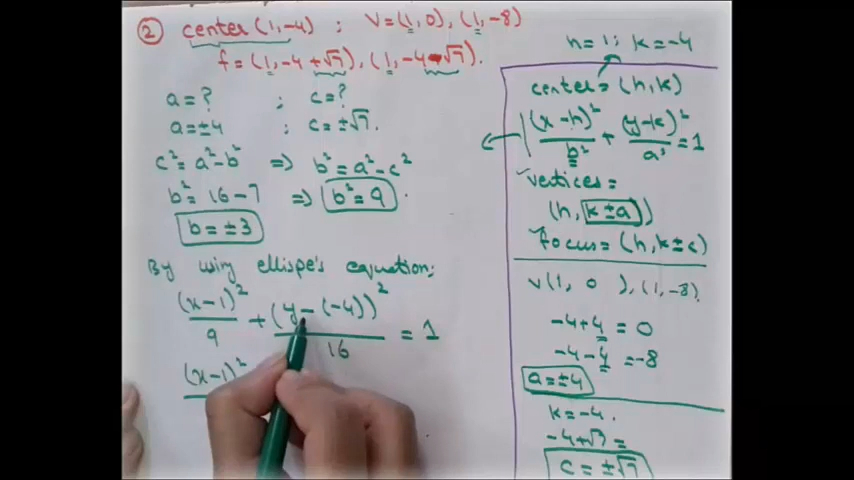 ② center (1,-4) ; V = (1,0), (1,-8)
f = (1,-4+√7), (1,-4-√7).
a=? ; c=?
a=±4 ; c=±√7.
c²=a²-b² => b²=a²-c²
b²=16-7 => b²=9.
b=±3
By using ellispe's equation;
(x-1)²/9 + (y-(-4))²/16 = 1
(x-1)²
h=1; k=-4
center=(h,k)
(x-h)²/b² + (y-k)²/a² = 1
vertices=
(h, k±a)
focus=(h,k±c)
v(1, 0 ), (1,-8).
-4+4=0
-4-4=-8
a=±4
k=-4.
-4+√7=
c=±√7